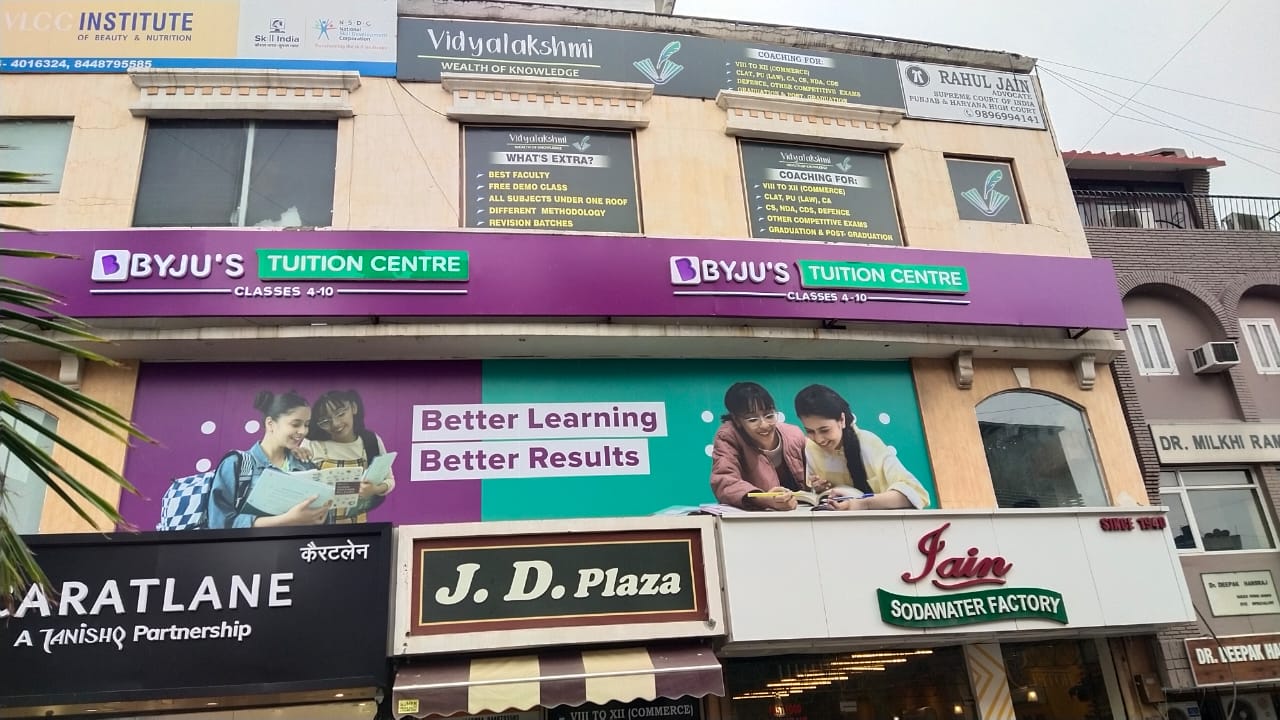 VLCC INSTITUTE
OF BEAUTY & NUTRITION
Skill India
N·S·D·C
National
Skill Development
Corporation
4016324, 8448795585
Vidyalakshmi
WEALTH OF KNOWLEDGE
COACHING FOR:
VIII TO XII (COMMERCE)
CLAT, PU (LAW), CA, CS, NDA, CDS
DEFENCE, OTHER COMPETITIVE EXAMS
GRADUATION & POST- GRADUATION
RAHUL JAIN
ADVOCATE
SUPREME COURT OF INDIA
PUNJAB & HARYANA HIGH COURT
9896994141
Vidyalakshmi
WEALTH OF KNOWLEDGE
WHAT'S EXTRA?
BEST FACULTY
FREE DEMO CLASS
ALL SUBJECTS UNDER ONE ROOF
DIFFERENT METHODOLOGY
REVISION BATCHES
Vidyalakshmi
WEALTH OF KNOWLEDGE
COACHING FOR:
VIII TO XII (COMMERCE)
CLAT, PU (LAW), CA
CS, NDA, CDS, DEFENCE
OTHER COMPETITIVE EXAMS
GRADUATION & POST- GRADUATION
BYJU'S TUITION CENTRE
CLASSES 4-10
BYJU'S TUITION CENTRE
CLASSES 4-10
Better Learning
Better Results
कैरटलेन
CARATLANE
A TANISHQ Partnership
J. D. Plaza
SINCE 1940
Jain
SODAWATER FACTORY
VIII TO XII (COMMERCE)
DR. MILKHI RAM
Dr. DEEPAK HANSRAJ
DR. DEEPAK HA